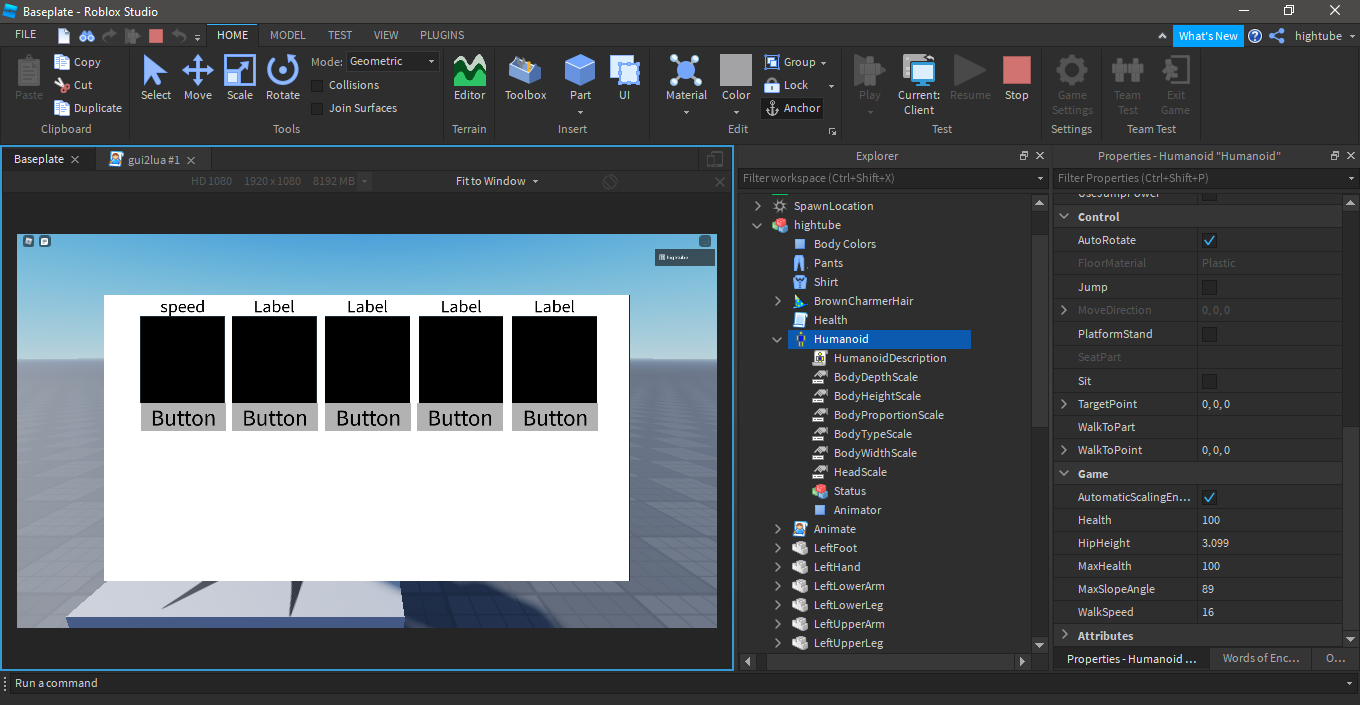 Baseplate - Roblox Studio
FILE HOME MODEL TEST VIEW PLUGINS What's New hightube
Paste Copy Cut Duplicate
Clipboard
Select Move Scale Rotate
Mode: Geometric
Collisions
Join Surfaces
Tools
Editor
Terrain
Toolbox Part UI
Insert
Material Color Group Lock Anchor
Edit
Play Current: Client Resume Stop
Test
Game Settings
Settings
Team Test Exit Game
Team Test
Baseplate gui2lua #1
HD 1080 1920 x 1080 8192 MB Fit to Window
hightube
speed Label Label Label Label
Button Button Button Button Button
Explorer
Filter workspace (Ctrl+Shift+X)
SpawnLocation
hightube
Body Colors
Pants
Shirt
BrownCharmerHair
Health
Humanoid
HumanoidDescription
BodyDepthScale
BodyHeightScale
BodyProportionScale
BodyTypeScale
BodyWidthScale
HeadScale
Status
Animator
Animate
LeftFoot
LeftHand
LeftLowerArm
LeftLowerLeg
LeftUpperArm
LeftUpperLeg
Properties - Humanoid "Humanoid"
Filter Properties (Ctrl+Shift+P)
UseJumpPower
Control
AutoRotate
FloorMaterial Plastic
Jump
MoveDirection 0, 0, 0
PlatformStand
SeatPart
Sit
TargetPoint 0, 0, 0
WalkToPart
WalkToPoint 0, 0, 0
Game
AutomaticScalingEn...
Health 100
HipHeight 3.099
MaxHealth 100
MaxSlopeAngle 89
WalkSpeed 16
Attributes
Properties - Humanoid ... Words of Enc... O...
Run a command